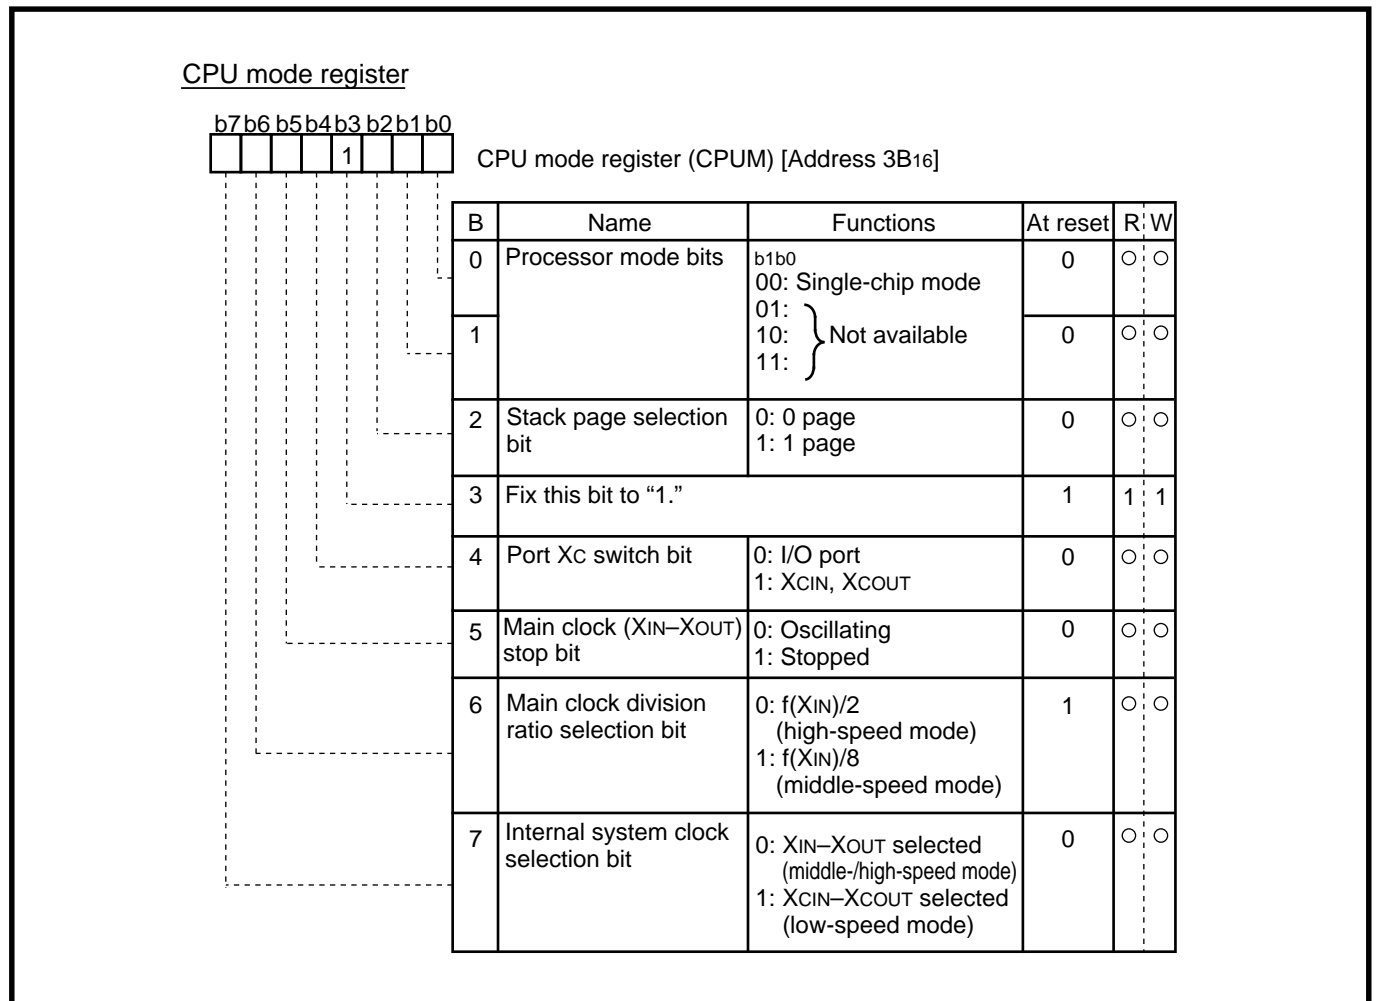 CPU mode register
b7 b6 b5 b4 b3 b2 b1 b0
1
CPU mode register (CPUM) [Address 3B16]
B Name Functions At reset R W
0 Processor mode bits b1b0 0 ○ ○
00: Single-chip mode
01:
1 10: Not available 0 ○ ○
11:
2 Stack page selection 0: 0 page 0 ○ ○
bit 1: 1 page
3 Fix this bit to “1.” 1 1 1
4 Port XC switch bit 0: I/O port 0 ○ ○
1: XCIN, XCOUT
5 Main clock (XIN–XOUT) 0: Oscillating 0 ○ ○
stop bit 1: Stopped
6 Main clock division 0: f(XIN)/2 1 ○ ○
ratio selection bit (high-speed mode)
1: f(XIN)/8
(middle-speed mode)
7 Internal system clock 0: XIN–XOUT selected 0 ○ ○
selection bit (middle-/high-speed mode)
1: XCIN–XCOUT selected
(low-speed mode)